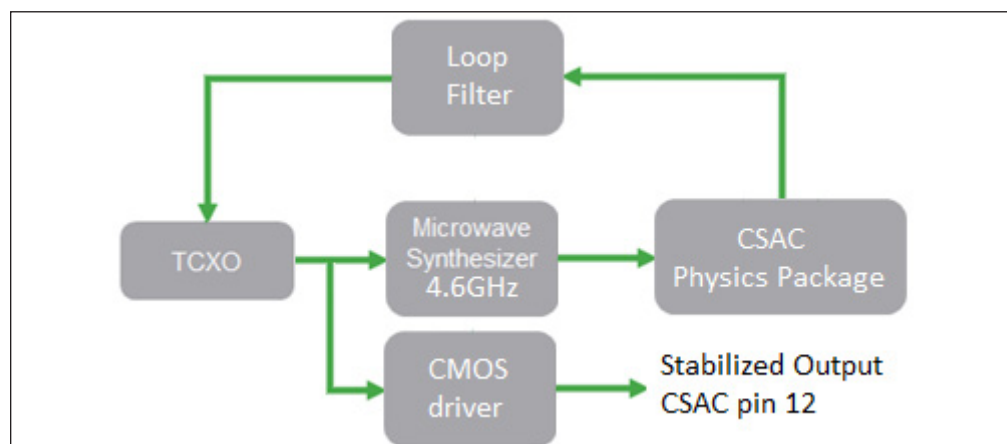 Loop
Filter
TCXO
Microwave
Synthesizer
4.6GHz
CSAC
Physics Package
CMOS
driver
Stabilized Output
CSAC pin 12